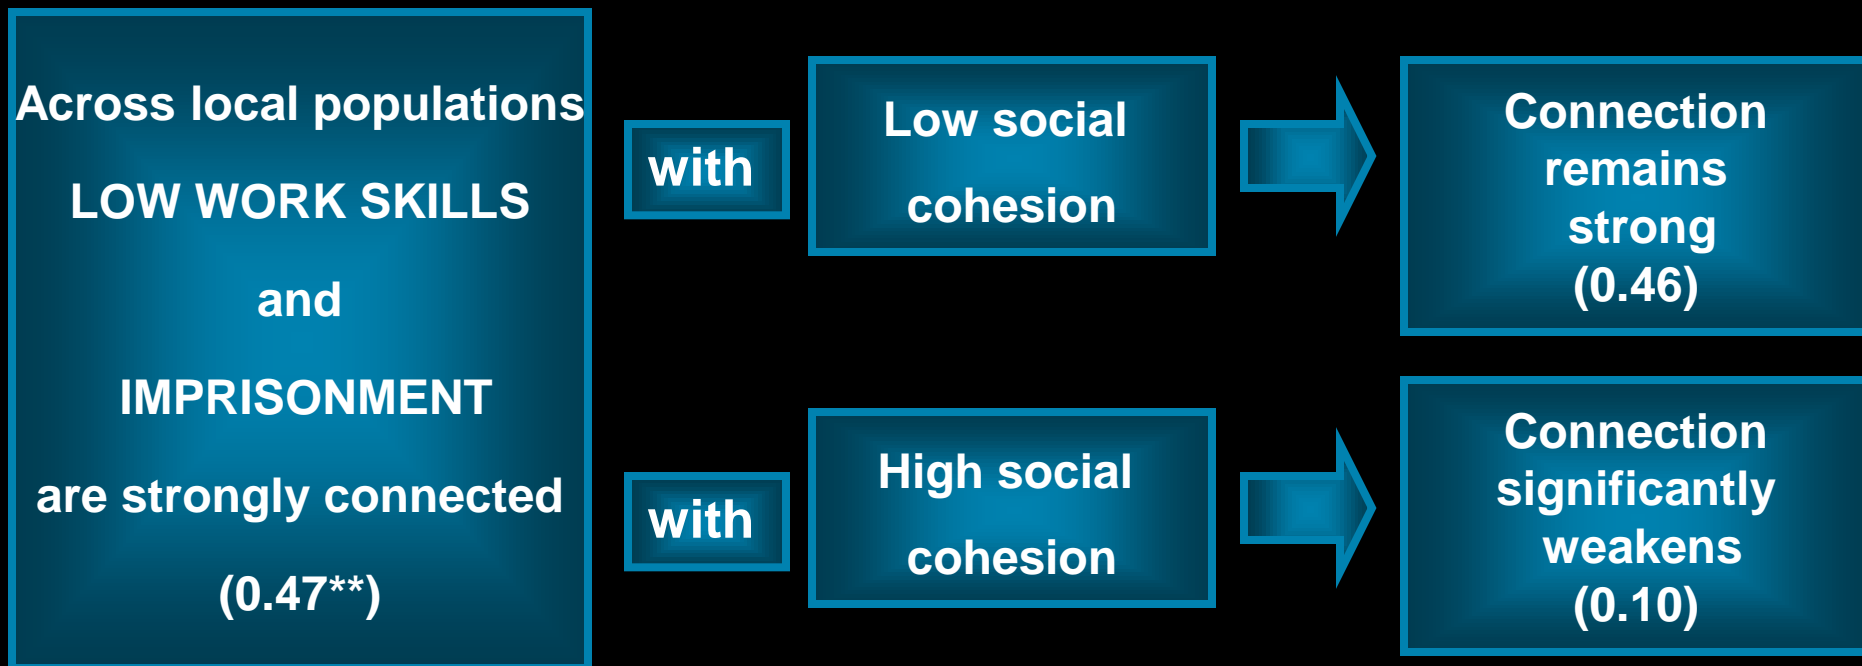 Across local populations
LOW WORK SKILLS
and
IMPRISONMENT
are strongly connected
(0.47**)
with
Low social
cohesion
Connection
remains
strong
(0.46)
with
High social
cohesion
Connection
significantly
weakens
(0.10)